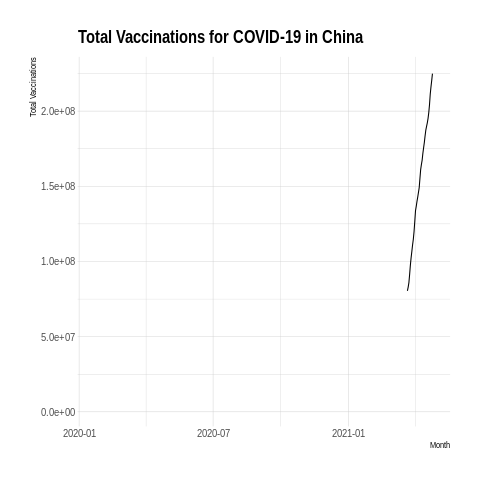 Total Vaccinations for COVID-19 in China
Total Vaccinations
2.0e+08
1.5e+08
1.0e+08
5.0e+07
0.0e+00
2020-01 2020-07 2021-01
Month